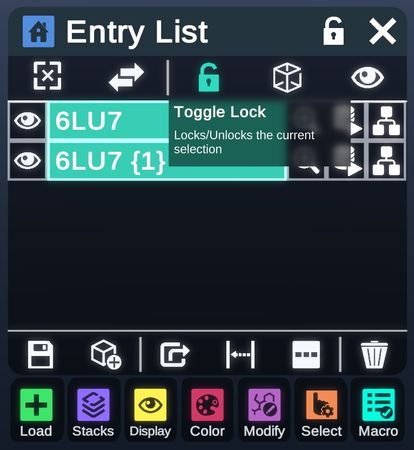 Entry List
6LU7
Toggle Lock
Locks/Unlocks the current
selection
6LU7 {1}
Load
Stacks
Display
Color
Modify
Select
Macro